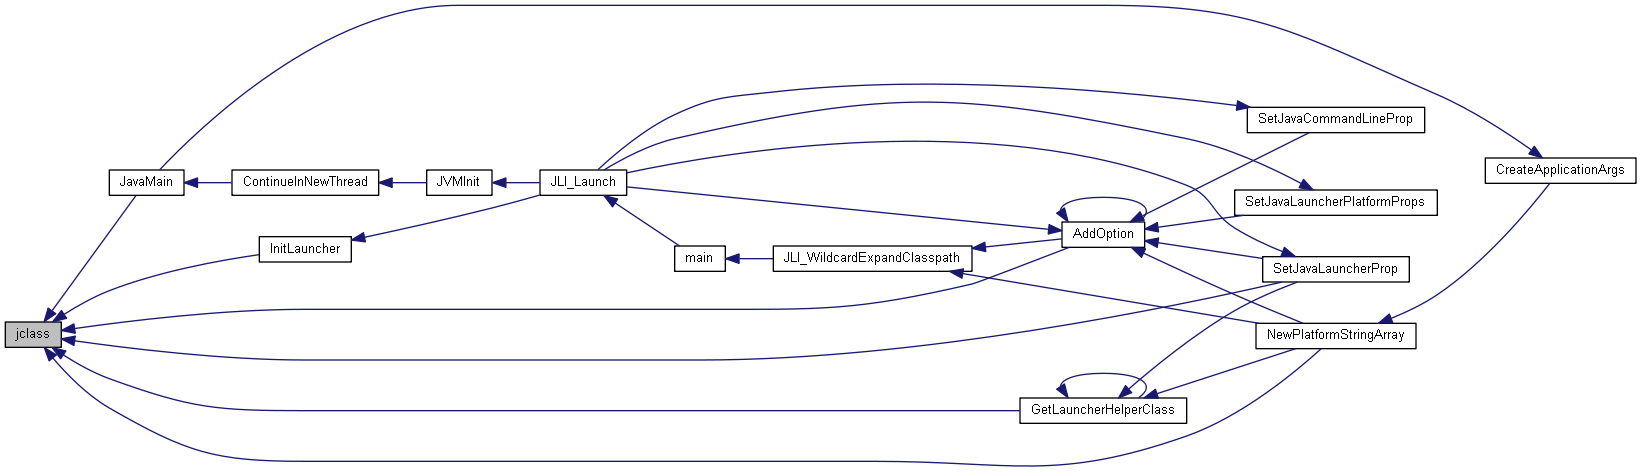 SetJavaCommandLineProp
CreateApplicationArgs
JavaMain
ContinueInNewThread
JVMInit
JLI_Launch
SetJavaLauncherPlatformProps
AddOption
InitLauncher
main
JLI_WildcardExpandClasspath
SetJavaLauncherProp
jclass
NewPlatformStringArray
GetLauncherHelperClass